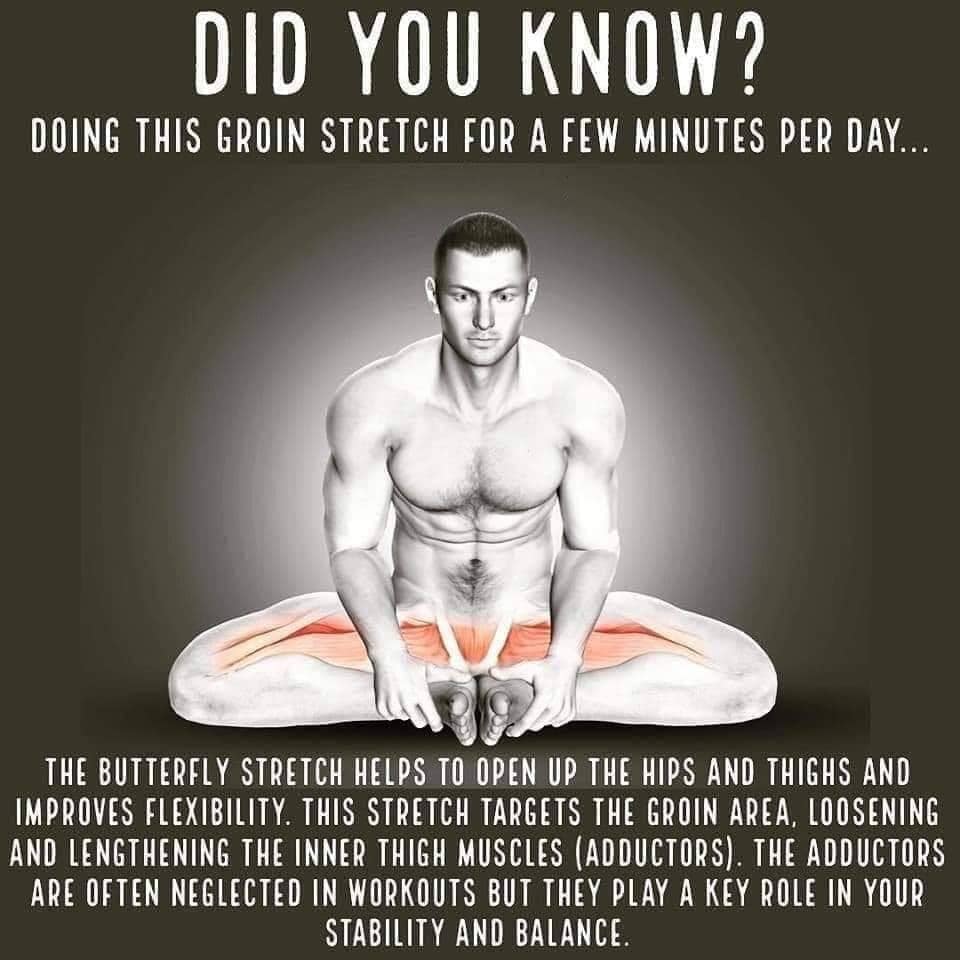 DID YOU KNOW?
DOING THIS GROIN STRETCH FOR A FEW MINUTES PER DAY...
THE BUTTERFLY STRETCH HELPS TO OPEN UP THE HIPS AND THIGHS AND
IMPROVES FLEXIBILITY. THIS STRETCH TARGETS THE GROIN AREA, LOOSENING
AND LENGTHENING THE INNER THIGH MUSCLES (ADDUCTORS). THE ADDUCTORS
ARE OFTEN NEGLECTED IN WORKOUTS BUT THEY PLAY A KEY ROLE IN YOUR
STABILITY AND BALANCE.